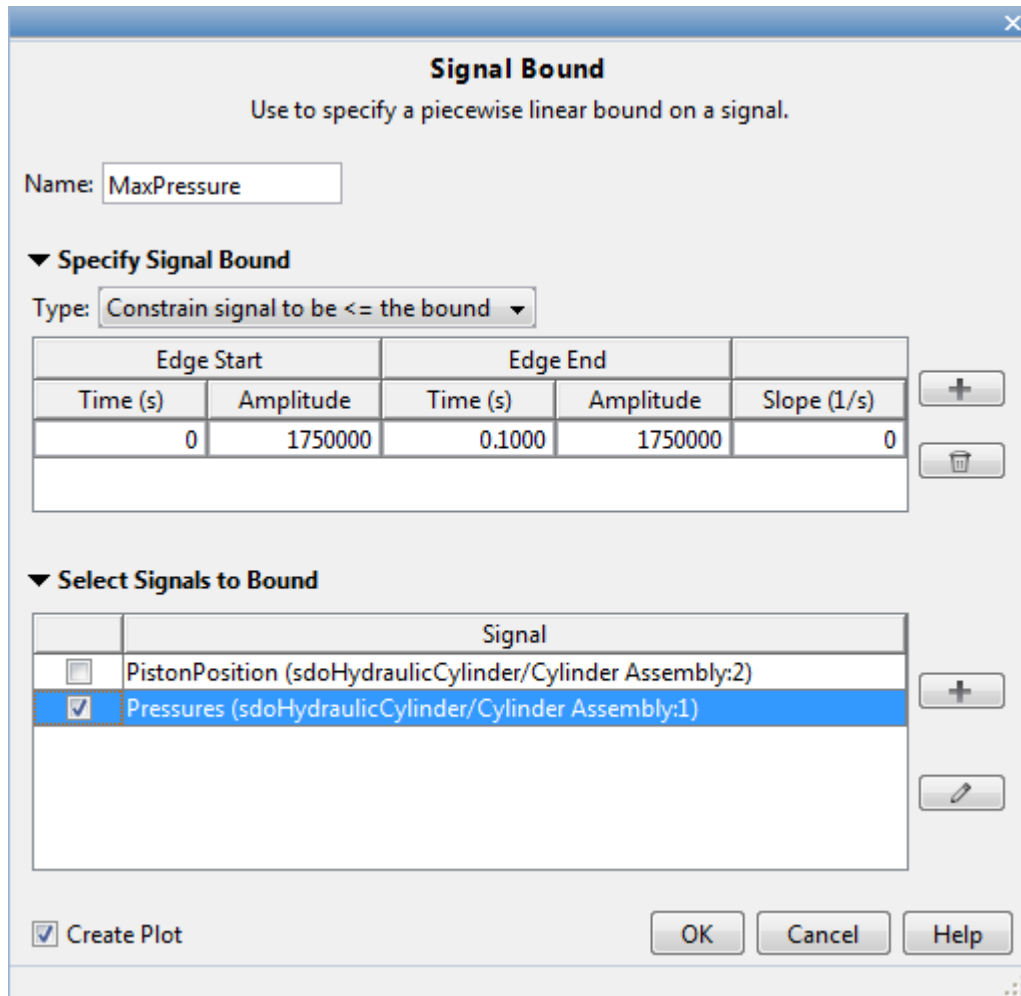 Signal Bound
Use to specify a piecewise linear bound on a signal.
Name: MaxPressure
Specify Signal Bound
Type: Constrain signal to be <= the bound
Edge Start Edge End
Time (s) Amplitude Time (s) Amplitude Slope (1/s)
0 1750000 0.1000 1750000 0
Select Signals to Bound
Signal
PistonPosition (sdoHydraulicCylinder/Cylinder Assembly:2)
Pressures (sdoHydraulicCylinder/Cylinder Assembly:1)
Create Plot OK Cancel Help